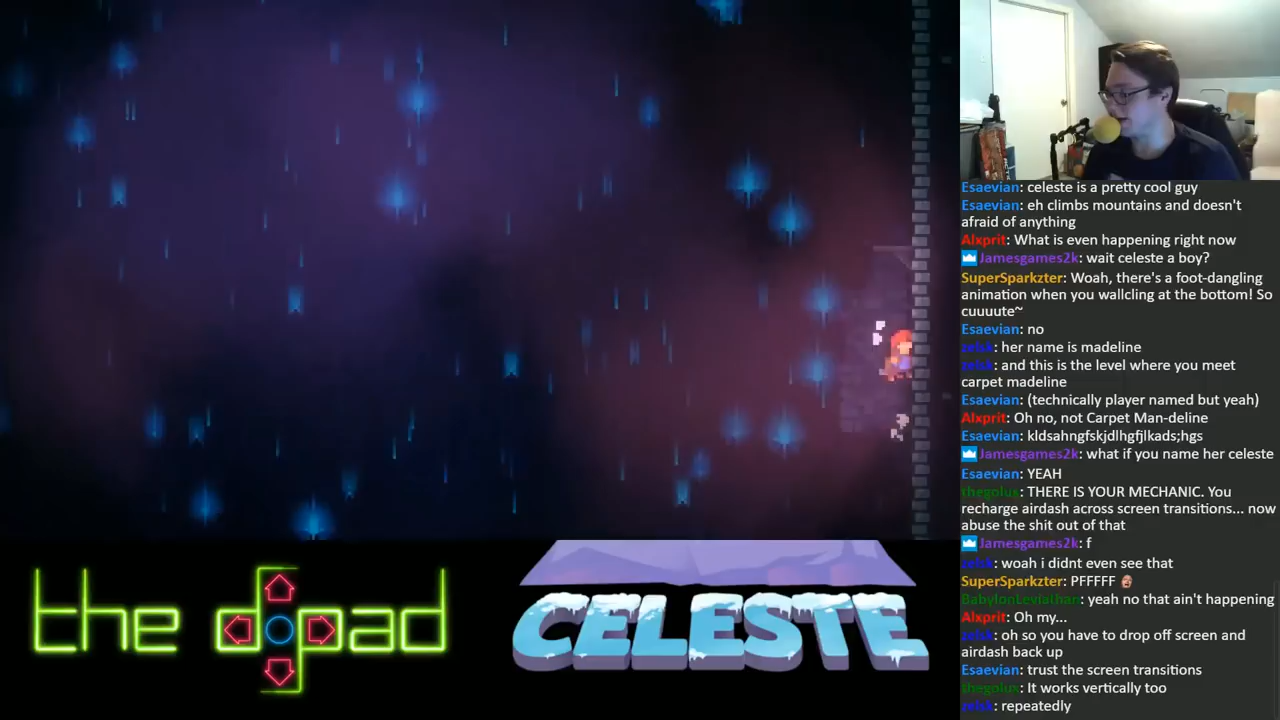 Esaevian: celeste is a pretty cool guy
Esaevian: eh climbs mountains and doesn't
afraid of anything
Alxprit: What is even happening right now
Jamesgames2k: wait celeste a boy?
SuperSparkzter: Woah, there's a foot-dangling
animation when you wallcling at the bottom! So
cuuuute~
Esaevian: no
zelsk: her name is madeline
zelsk: and this is the level where you meet
carpet madeline
Esaevian: (technically player named but yeah)
Alxprit: Oh no, not Carpet Man-deline
Esaevian: kldsahngfskjdlhgfjlkads;hgs
Jamesgames2k: what if you name her celeste
Esaevian: YEAH
thegolux: THERE IS YOUR MECHANIC. You
recharge airdash across screen transitions... now
abuse the shit out of that
Jamesgames2k: f
zelsk: woah i didnt even see that
SuperSparkzter: PFFFFF
BabylonLeviathan: yeah no that ain't happening
Alxprit: Oh my...
zelsk: oh so you have to drop off screen and
airdash back up
Esaevian: trust the screen transitions
thegolux: It works vertically too
zelsk: repeatedly
the dpad
CELESTE